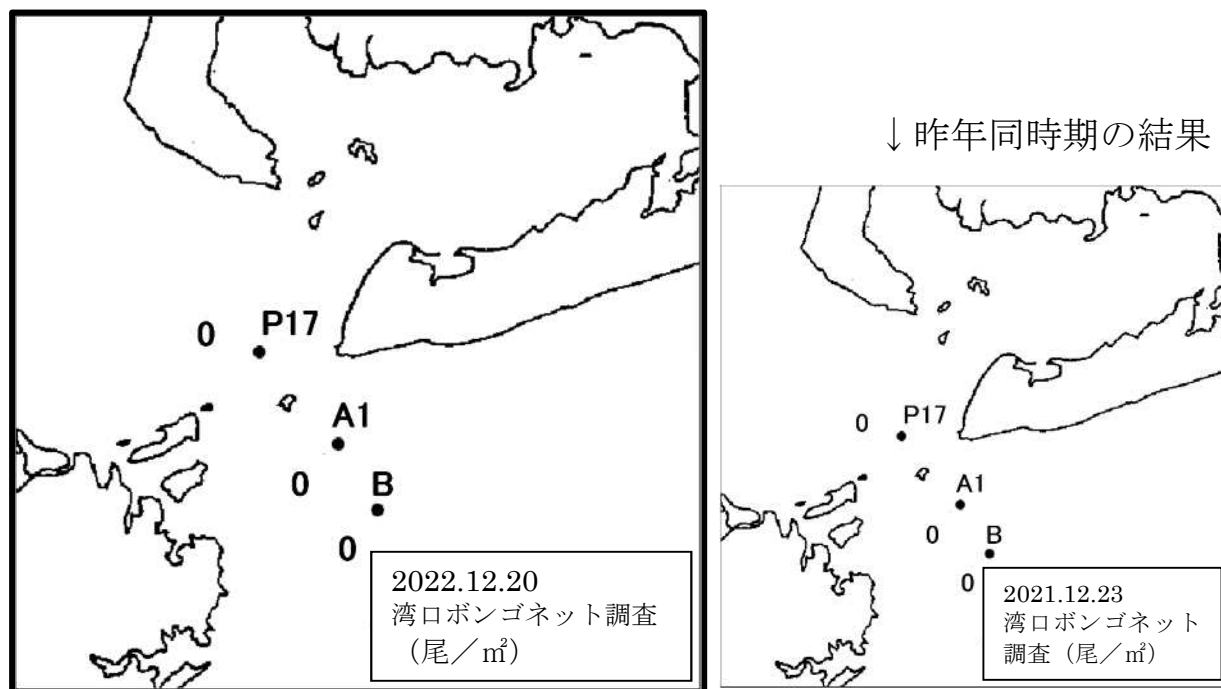 P17
0
A1
0
B
0
2022.12.20
湾口ボンゴネット調査
（尾／㎡）
↓昨年同時期の結果
P17
0
A1
0
B
0
2021.12.23
湾口ボンゴネット
調査（尾／㎡）